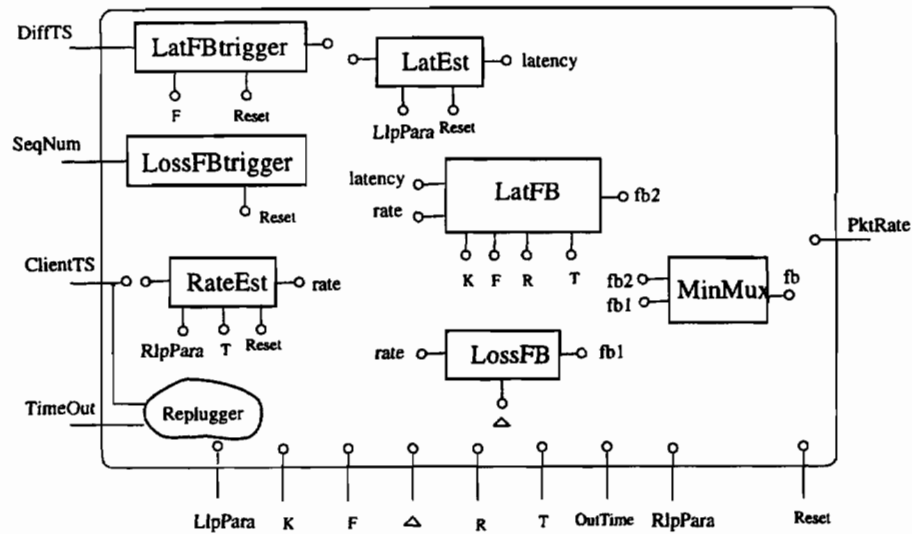 DiffTS
LatFBtrigger
F
Reset
LatEst
latency
LlpPara
Reset
SeqNum
LossFBtrigger
Reset
latency
rate
LatFB
fb2
K F R T
PktRate
ClientTS
RateEst
rate
RlpPara T Reset
fb2
fb1
MinMux
fb
rate
LossFB
fb1
△
TimeOut
Replugger
LlpPara K F △ R T OutTime RlpPara Reset